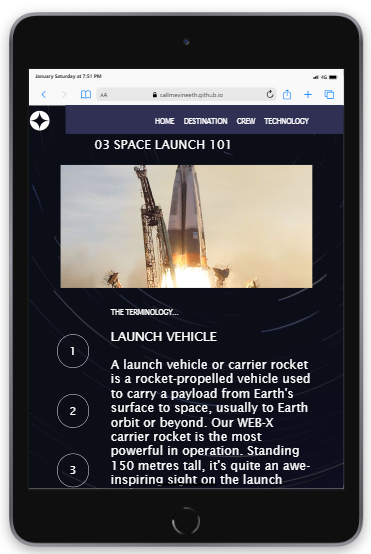 January Saturday at 7:51 PM
4G
AA
callmevineeth.github.io
HOME DESTINATION CREW TECHNOLOGY
03 SPACE LAUNCH 101
THE TERMINOLOGY...
LAUNCH VEHICLE
1
2
3
A launch vehicle or carrier rocket
is a rocket-propelled vehicle used
to carry a payload from Earth's
surface to space, usually to Earth
orbit or beyond. Our WEB-X
carrier rocket is the most
powerful in operation. Standing
150 metres tall, it's quite an awe-
inspiring sight on the launch